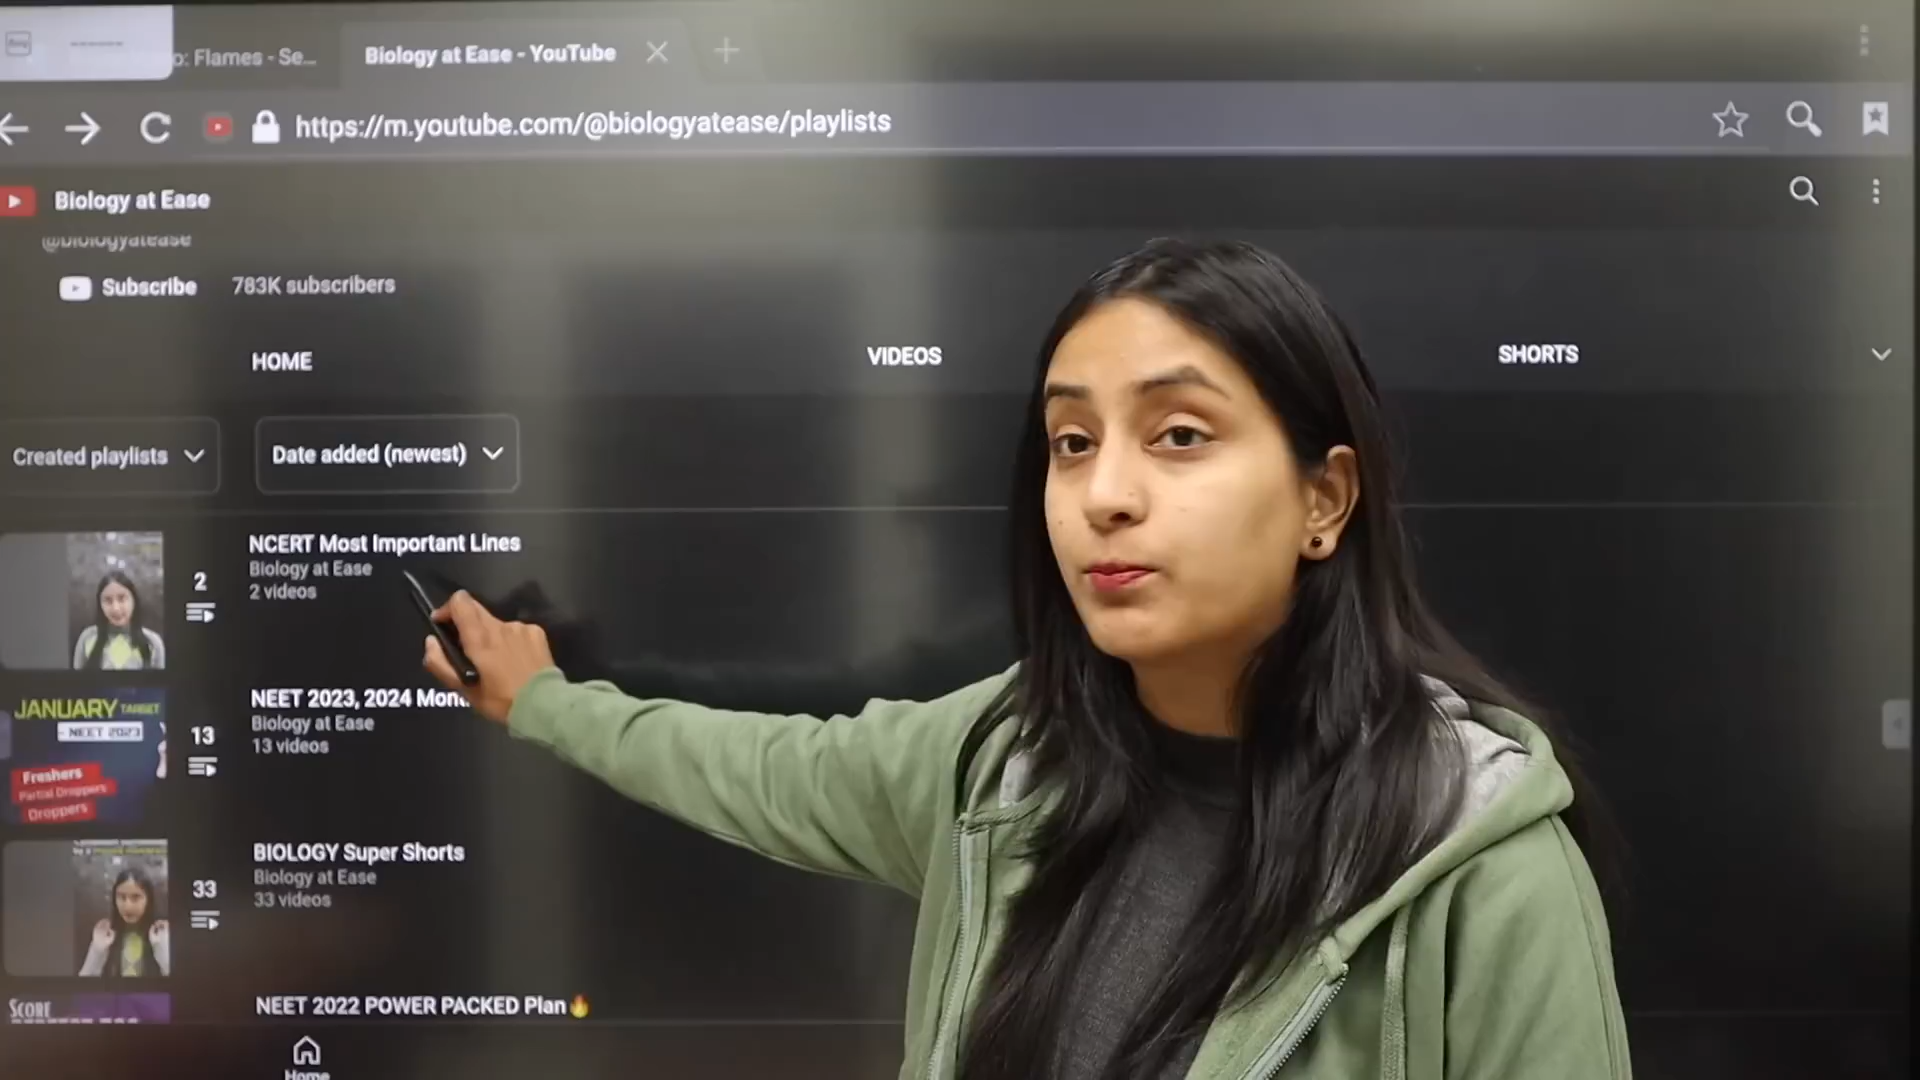 o: Flames - Se...
Biology at Ease - YouTube
https://m.youtube.com/@biologyatease/playlists
Biology at Ease
@biologyatease
Subscribe
783K subscribers
HOME
VIDEOS
SHORTS
Created playlists
Date added (newest)
2
NCERT Most Important Lines
Biology at Ease
2 videos
JANUARY TARGET
- NEET 2023
Freshers
Partial Droppers
Droppers
13
NEET 2023, 2024 Mont
Biology at Ease
13 videos
33
BIOLOGY Super Shorts
Biology at Ease
33 videos
SCORE
NEET 2022 POWER PACKED Plan🔥
Home